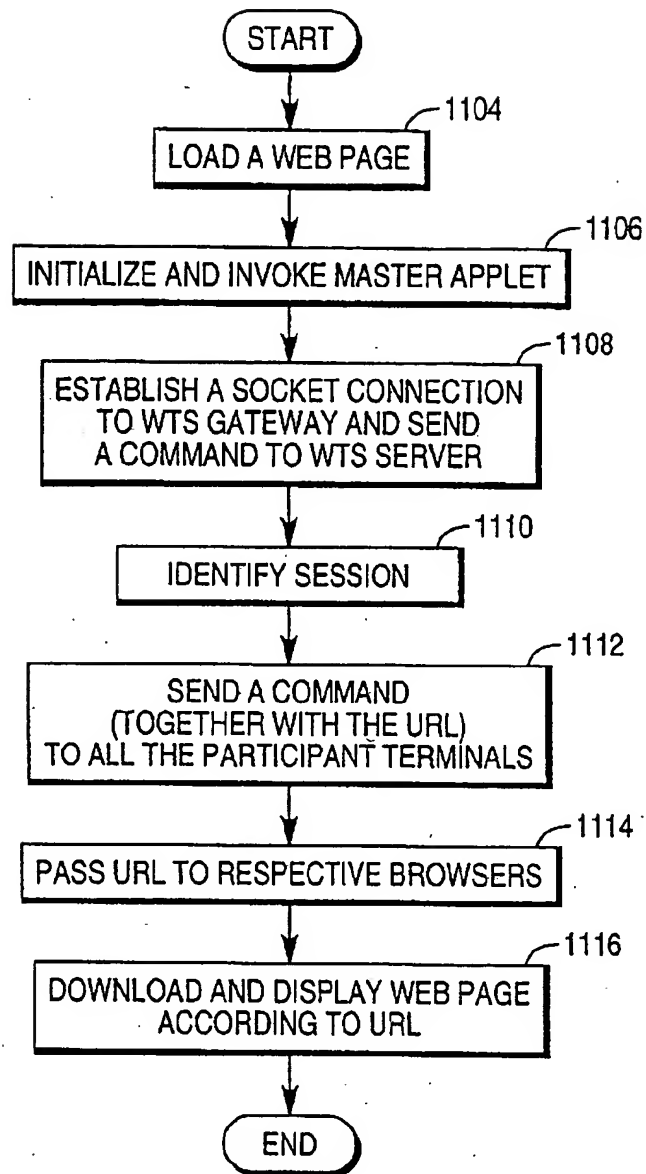 START
1104
LOAD A WEB PAGE
1106
INITIALIZE AND INVOKE MASTER APPLET
1108
ESTABLISH A SOCKET CONNECTION
TO WTS GATEWAY AND SEND
A COMMAND TO WTS SERVER
1110
IDENTIFY SESSION
1112
SEND A COMMAND
(TOGETHER WITH THE URL)
TO ALL THE PARTICIPANT TERMINALS
1114
PASS URL TO RESPECTIVE BROWSERS
1116
DOWNLOAD AND DISPLAY WEB PAGE
ACCORDING TO URL
END